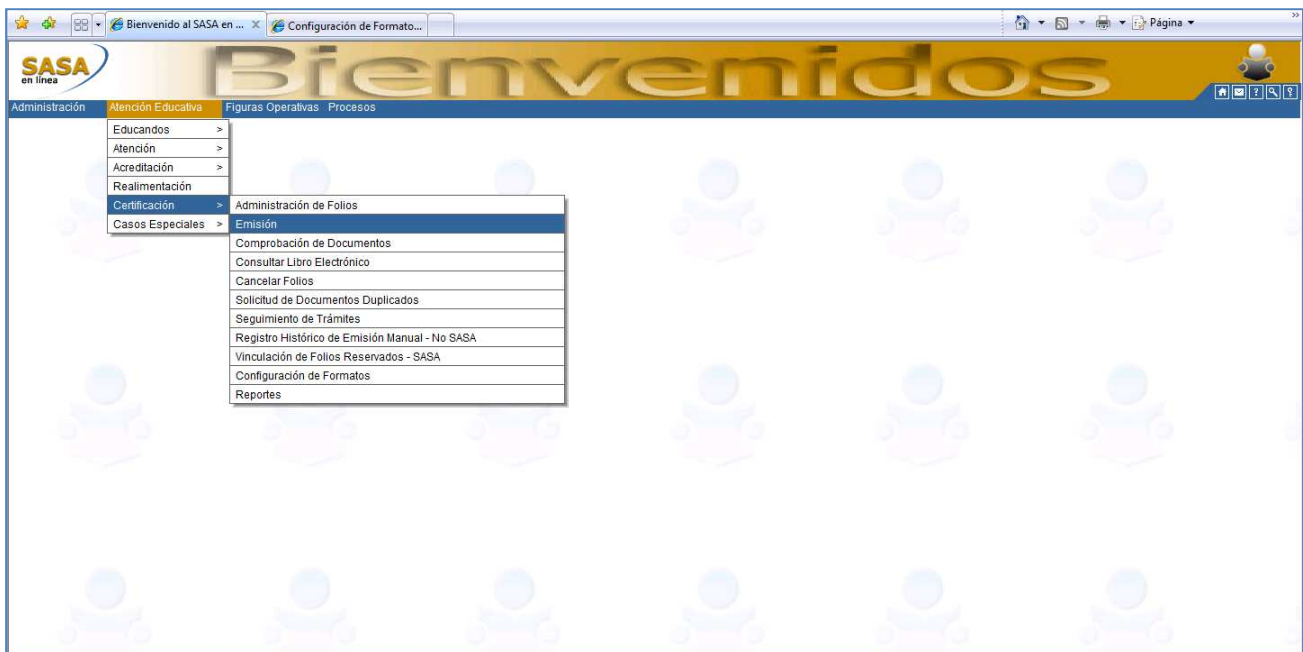 Bienvenido al SASA en ...
Configuración de Formato...
Página
SASA
en línea
Bienvenidos
Administración Atención Educativa Figuras Operativas Procesos
Educandos >
Atención >
Acreditación >
Realimentación
Certificación >
Casos Especiales >
Administración de Folios
Emisión
Comprobación de Documentos
Consultar Libro Electrónico
Cancelar Folios
Solicitud de Documentos Duplicados
Seguimiento de Trámites
Registro Histórico de Emisión Manual - No SASA
Vinculación de Folios Reservados - SASA
Configuración de Formatos
Reportes